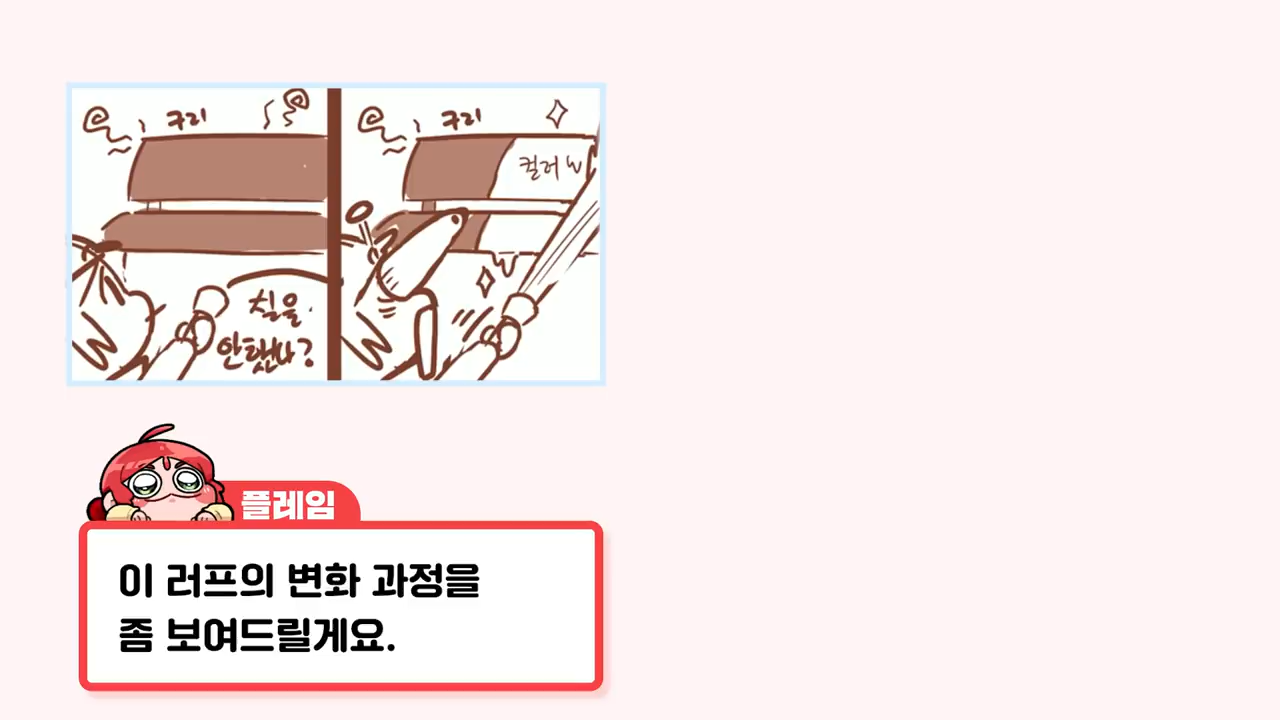 구리
구리
컬러
칠을
안했나?
플레임
이 러프의 변화 과정을
좀 보여드릴게요.